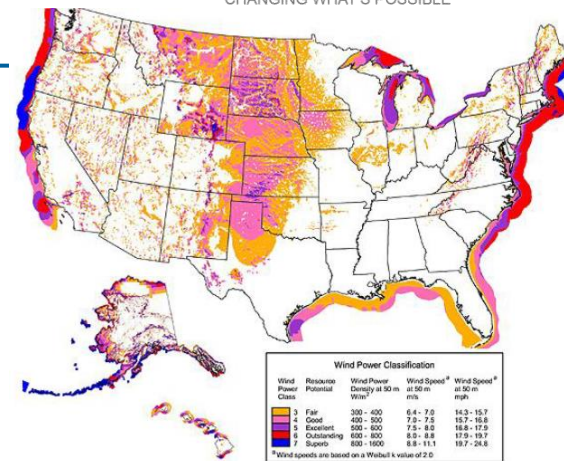 CHANGING WHAT'S POSSIBLE
Wind Power Classification
Wind Power Class Resource Potential Wind Power Density at 50 m W/m² Wind Speed ª at 50 m m/s Wind Speed ª at 50 m mph
3 Fair 300 - 400 6.4 - 7.0 14.3 - 15.7
4 Good 400 - 500 7.0 - 7.5 15.7 - 16.8
5 Excellent 500 - 600 7.5 - 8.0 16.8 - 17.9
6 Outstanding 600 - 800 8.0 - 8.8 17.9 - 19.7
7 Superb 800 - 1600 8.8 - 11.1 19.7 - 24.8
ª Wind speeds are based on a Weibull k value of 2.0